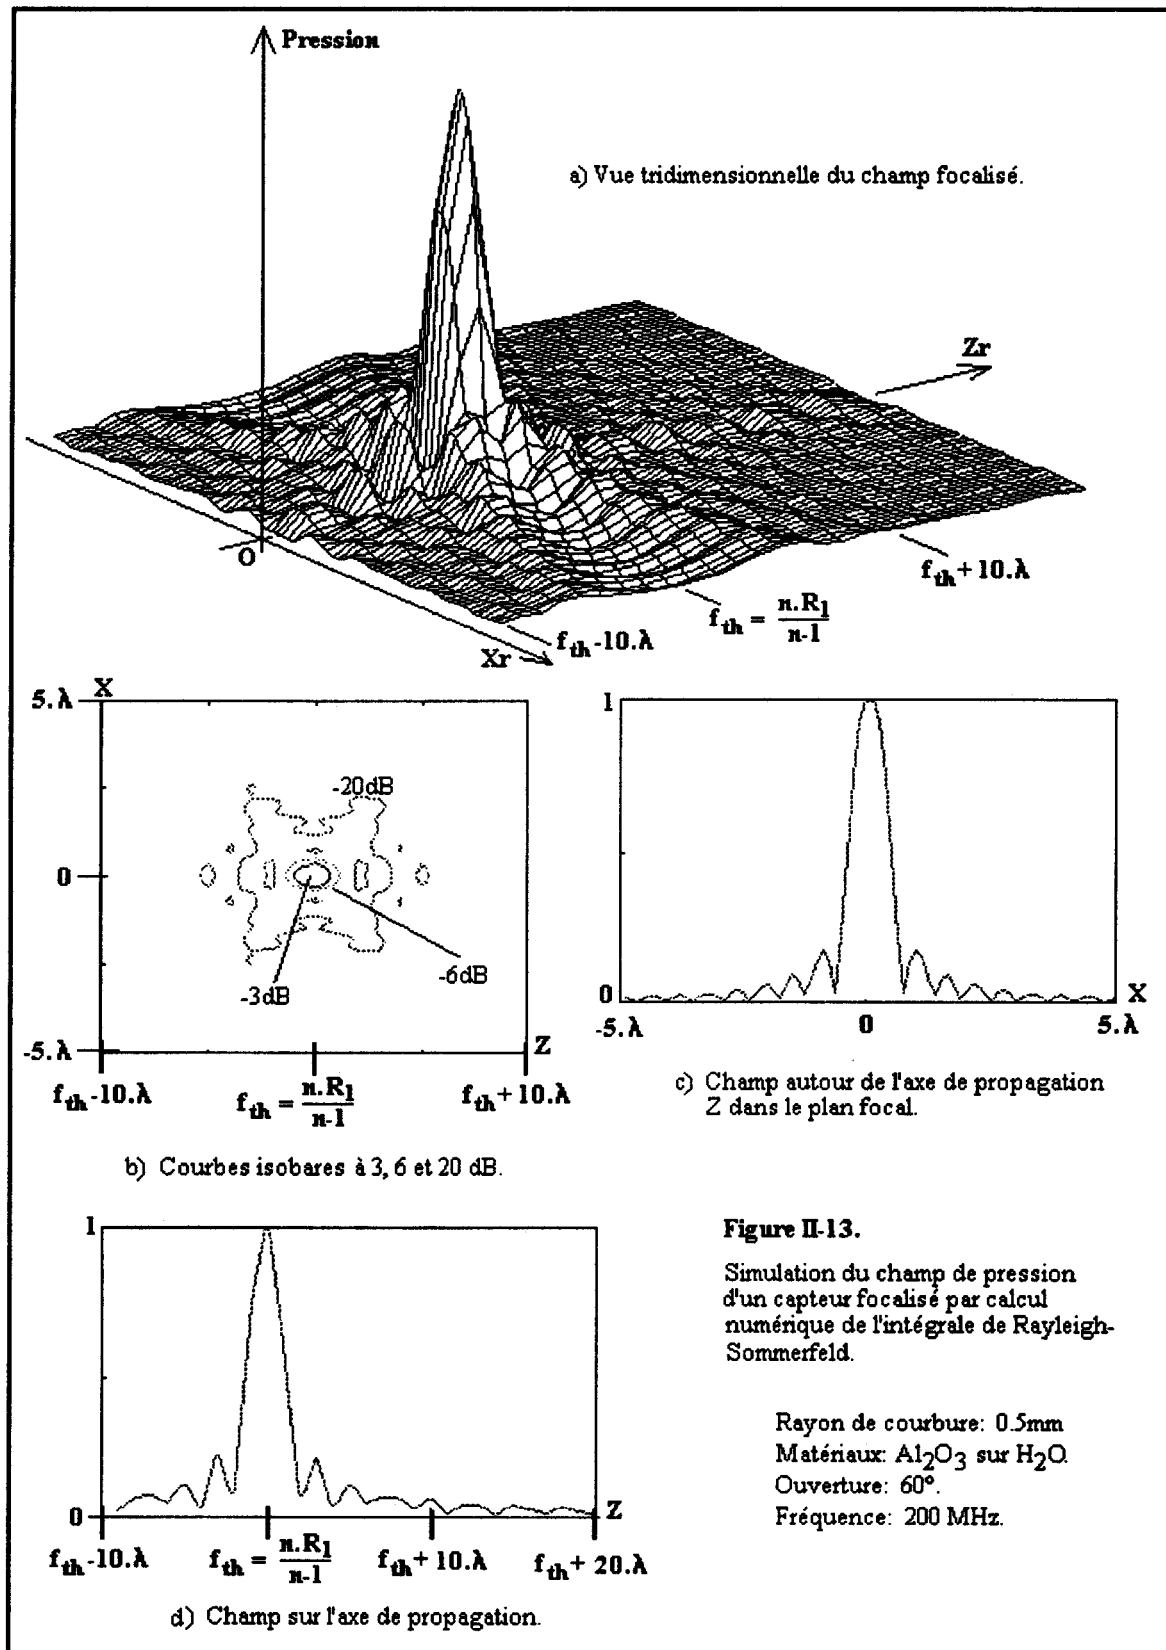 Pression
a) Vue tridimensionnelle du champ focalisé.
Zr
O
Xr
f_th - 10.λ
f_th = n.R_1 / n-1
f_th + 10.λ
X
5.λ
0
-5.λ
-20dB
-3dB
-6dB
Z
f_th - 10.λ
f_th = n.R_1 / n-1
f_th + 10.λ
b) Courbes isobares à 3, 6 et 20 dB.
1
0
-5.λ
0
5.λ
X
c) Champ autour de l'axe de propagation
Z dans le plan focal.
1
0
Z
f_th - 10.λ
f_th = n.R_1 / n-1
f_th + 10.λ
f_th + 20.λ
d) Champ sur l'axe de propagation.
Figure II-13.
Simulation du champ de pression
d'un capteur focalisé par calcul
numérique de l'intégrale de Rayleigh-
Sommerfeld.
Rayon de courbure: 0.5mm
Matériaux: Al₂O₃ sur H₂O.
Ouverture: 60°.
Fréquence: 200 MHz.